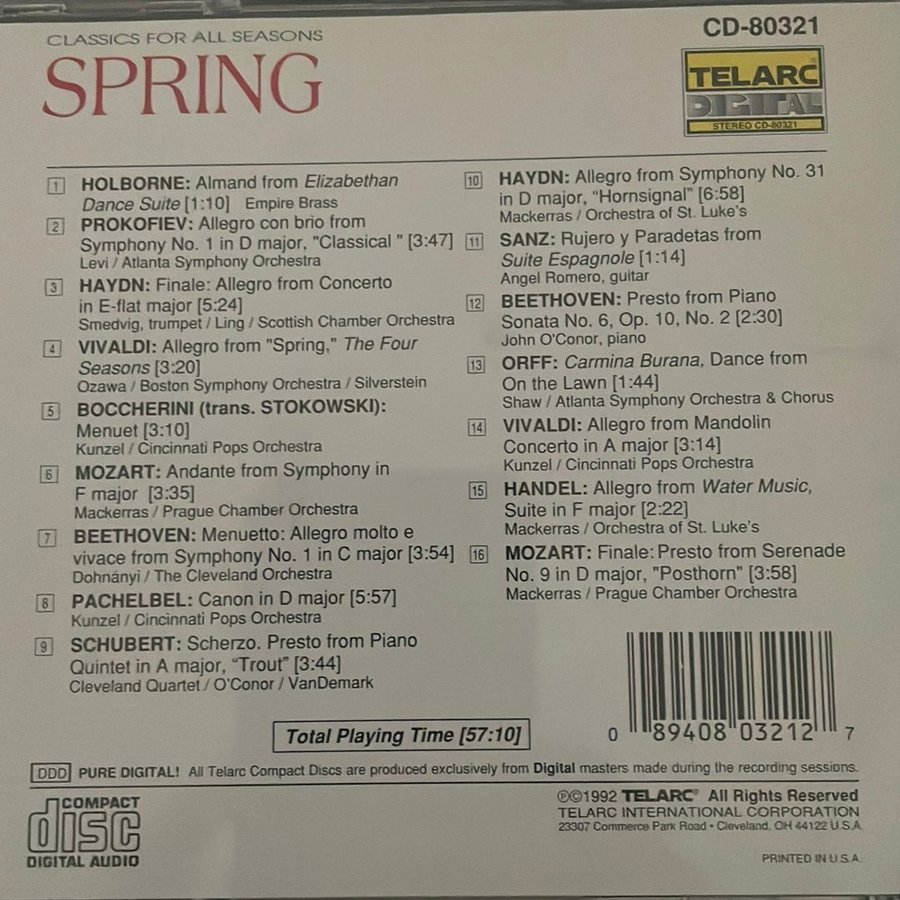 CLASSICS FOR ALL SEASONS
SPRING
CD-80321
TELARC
DIGITAL
STEREO CD-80321
1 HOLBORNE: Almand from Elizabethan
Dance Suite [1:10] Empire Brass
2 PROKOFIEV: Allegro con brio from
Symphony No. 1 in D major, "Classical " [3:47]
Levi / Atlanta Symphony Orchestra
3 HAYDN: Finale: Allegro from Concerto
in E-flat major [5:24]
Smedvig, trumpet / Ling / Scottish Chamber Orchestra
4 VIVALDI: Allegro from "Spring," The Four
Seasons [3:20]
Ozawa / Boston Symphony Orchestra / Silverstein
5 BOCCHERINI (trans. STOKOWSKI):
Menuet [3:10]
Kunzel / Cincinnati Pops Orchestra
6 MOZART: Andante from Symphony in
F major [3:35]
Mackerras / Prague Chamber Orchestra
7 BEETHOVEN: Menuetto: Allegro molto e
vivace from Symphony No. 1 in C major [3:54]
Dohnányi / The Cleveland Orchestra
8 PACHELBEL: Canon in D major [5:57]
Kunzel / Cincinnati Pops Orchestra
9 SCHUBERT: Scherzo. Presto from Piano
Quintet in A major, “Trout” [3:44]
Cleveland Quartet / O'Conor / VanDemark
10 HAYDN: Allegro from Symphony No. 31
in D major, “Hornsignal” [6:58]
Mackerras / Orchestra of St. Luke's
11 SANZ: Rujero y Paradetas from
Suite Espagnole [1:14]
Angel Romero, guitar
12 BEETHOVEN: Presto from Piano
Sonata No. 6, Op. 10, No. 2 [2:30]
John O'Conor, piano
13 ORFF: Carmina Burana, Dance from
On the Lawn [1:44]
Shaw / Atlanta Symphony Orchestra & Chorus
14 VIVALDI: Allegro from Mandolin
Concerto in A major [3:14]
Kunzel / Cincinnati Pops Orchestra
15 HANDEL: Allegro from Water Music,
Suite in F major [2:22]
Mackerras / Orchestra of St. Luke's
16 MOZART: Finale: Presto from Serenade
No. 9 in D major, "Posthorn" [3:58]
Mackerras / Prague Chamber Orchestra
0 89408 03212 7
Total Playing Time [57:10]
DDD PURE DIGITAL! All Telarc Compact Discs are produced exclusively from Digital masters made during the recording sessions.
COMPACT
disc
DIGITAL AUDIO
℗©1992 TELARC® All Rights Reserved
TELARC INTERNATIONAL CORPORATION
23307 Commerce Park Road • Cleveland, OH 44122 U.S.A.
PRINTED IN U.S.A.